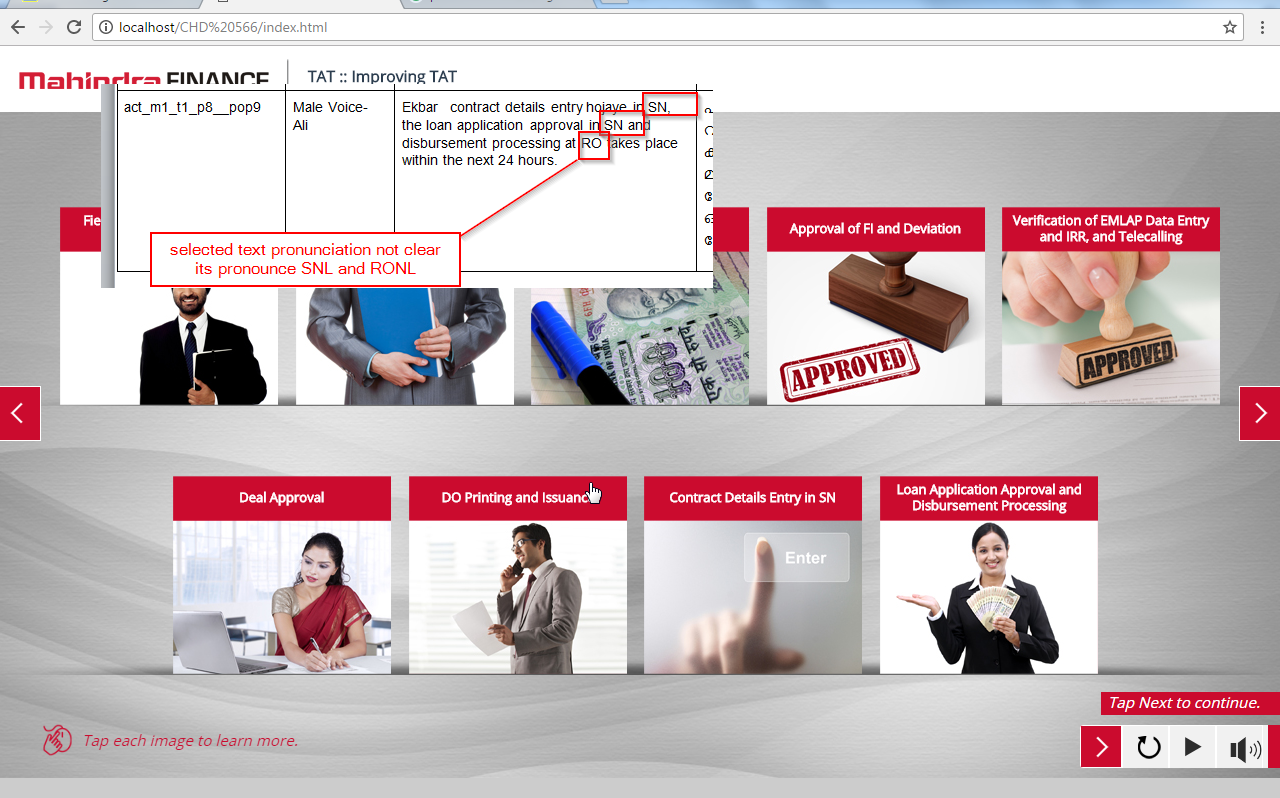 localhost/CHD%20566/index.html
Mahindra FINANCE
TAT :: Improving TAT
act_m1_t1_p8__pop9
Male Voice-
Ali
Ekbar contract details entry hojaye in SN,
the loan application approval in SN and
disbursement processing at RO takes place
within the next 24 hours.
selected text pronunciation not clear
its pronounce SNL and RONL
Fie
Approval of FI and Deviation
Verification of EMLAP Data Entry
and IRR, and Telecalling
APPROVED
APPROVED
Deal Approval
DO Printing and Issuance
Contract Details Entry in SN
Loan Application Approval and
Disbursement Processing
Enter
Tap Next to continue.
Tap each image to learn more.